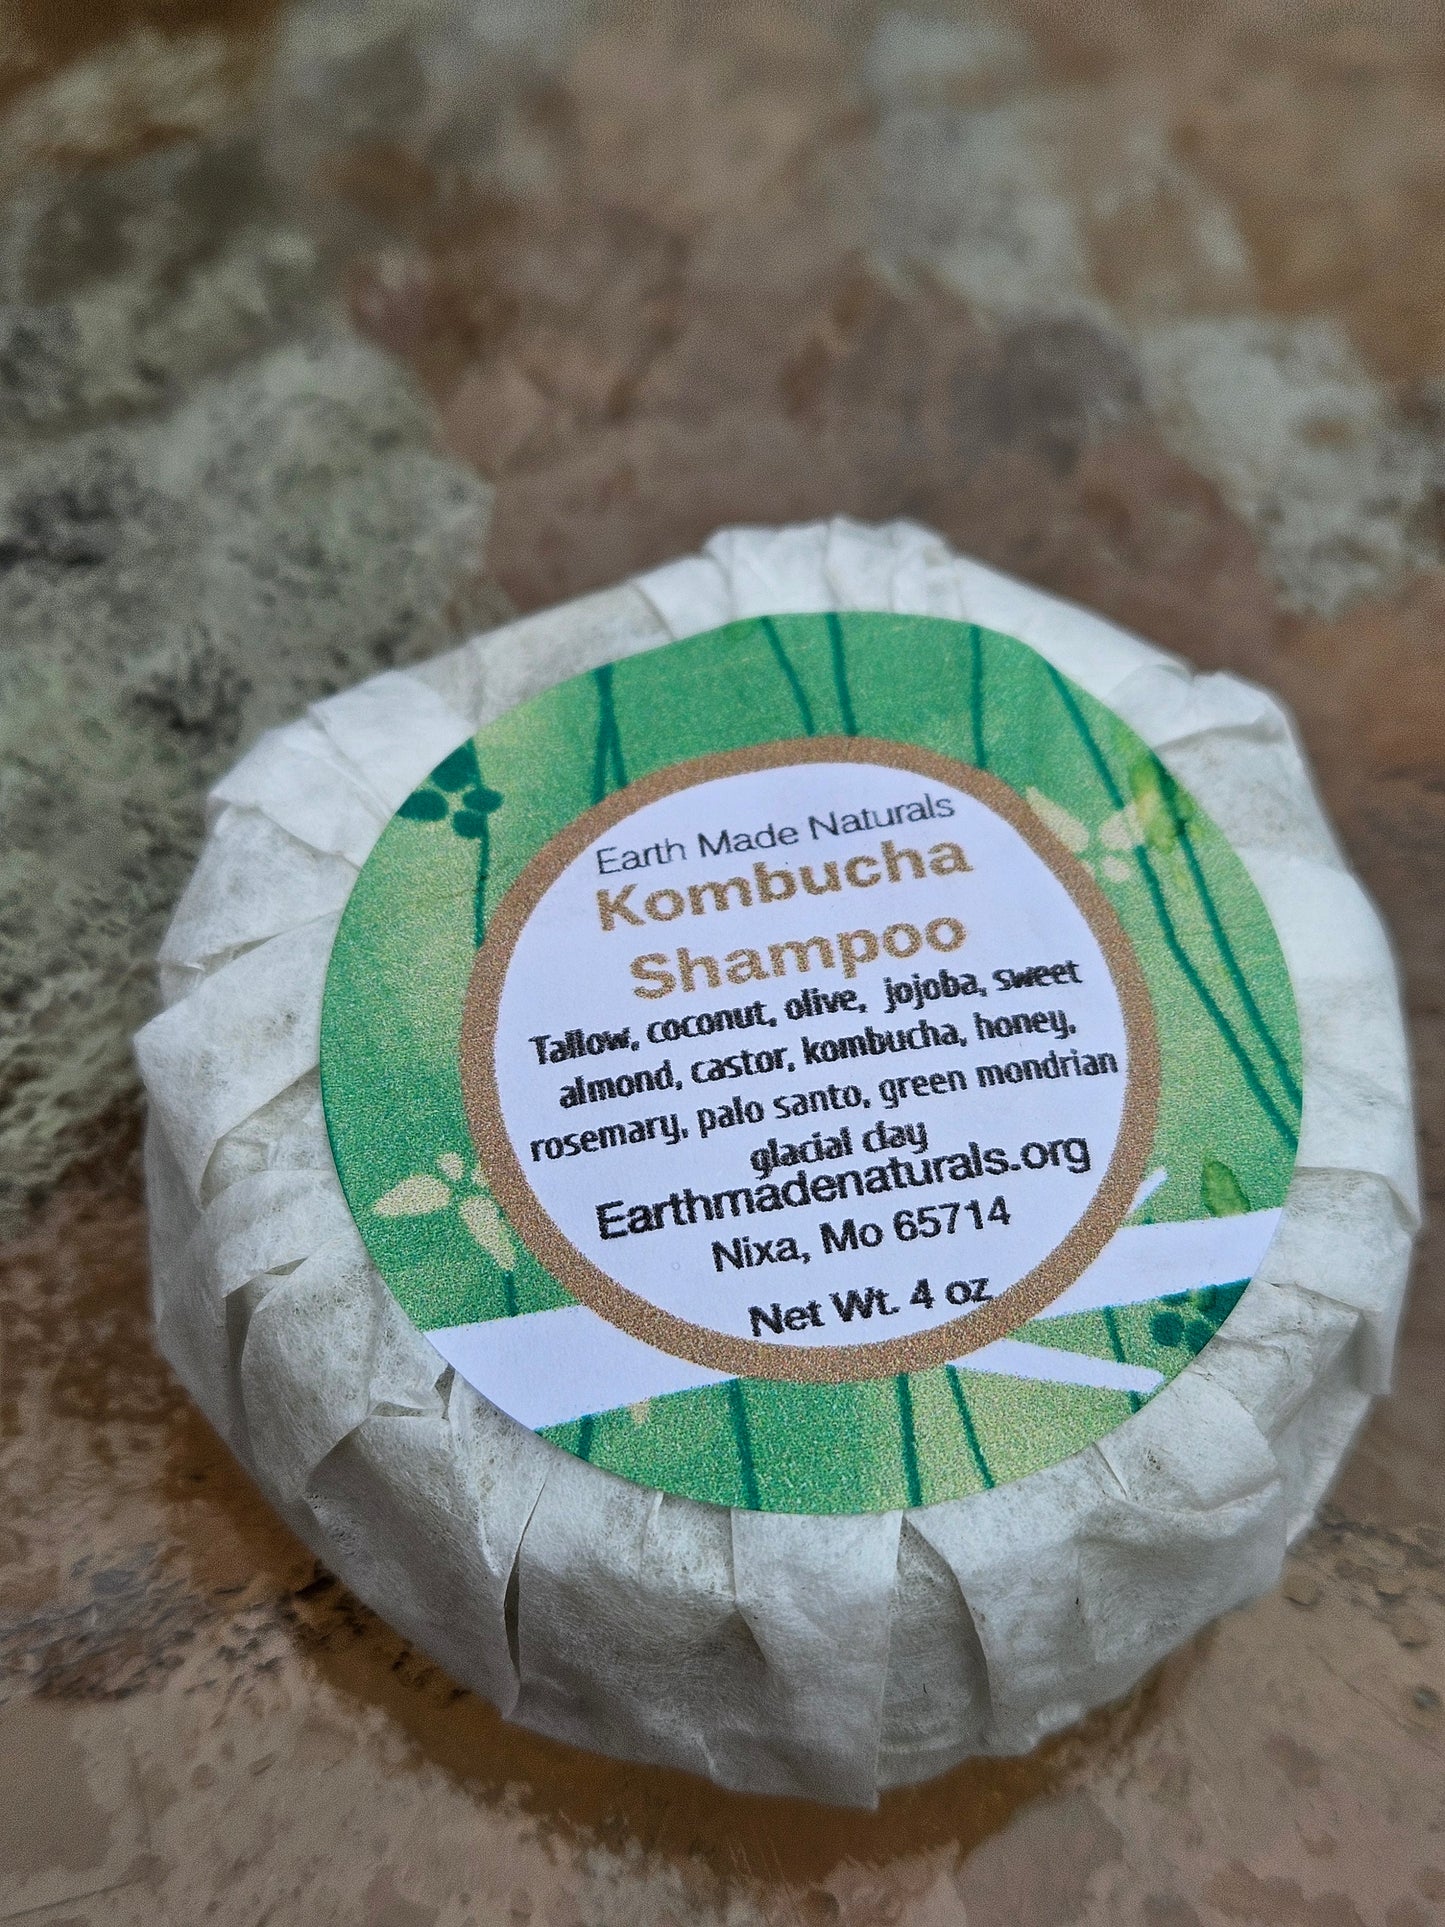 Earth Made Naturals
Kombucha
Shampoo
Tallow, coconut, olive, jojoba, sweet
almond, castor, kombucha, honey,
rosemary, palo santo, green mondrian
glacial clay
Earthmadenaturals.org
Nixa, Mo 65714
Net Wt. 4 oz